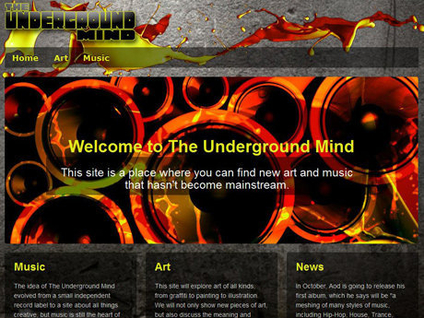 THE
UNDERGROUND
MIND
Home Art Music
Welcome to The Underground Mind
This site is a place where you can find new art and music
that hasn't become mainstream.
Music
The idea of The Underground Mind
evolved from a small independent
record label to a site about all things
creative, but music is still the heart of
Art
This site will explore art of all kinds,
from graffiti to painting to illustration.
We will not only show new pieces of art,
but also discuss the meaning and
News
In October, Aod is going to release his
first album, which he says will be "a
meshing of many styles of music,
including Hip-Hop, House, Trance,